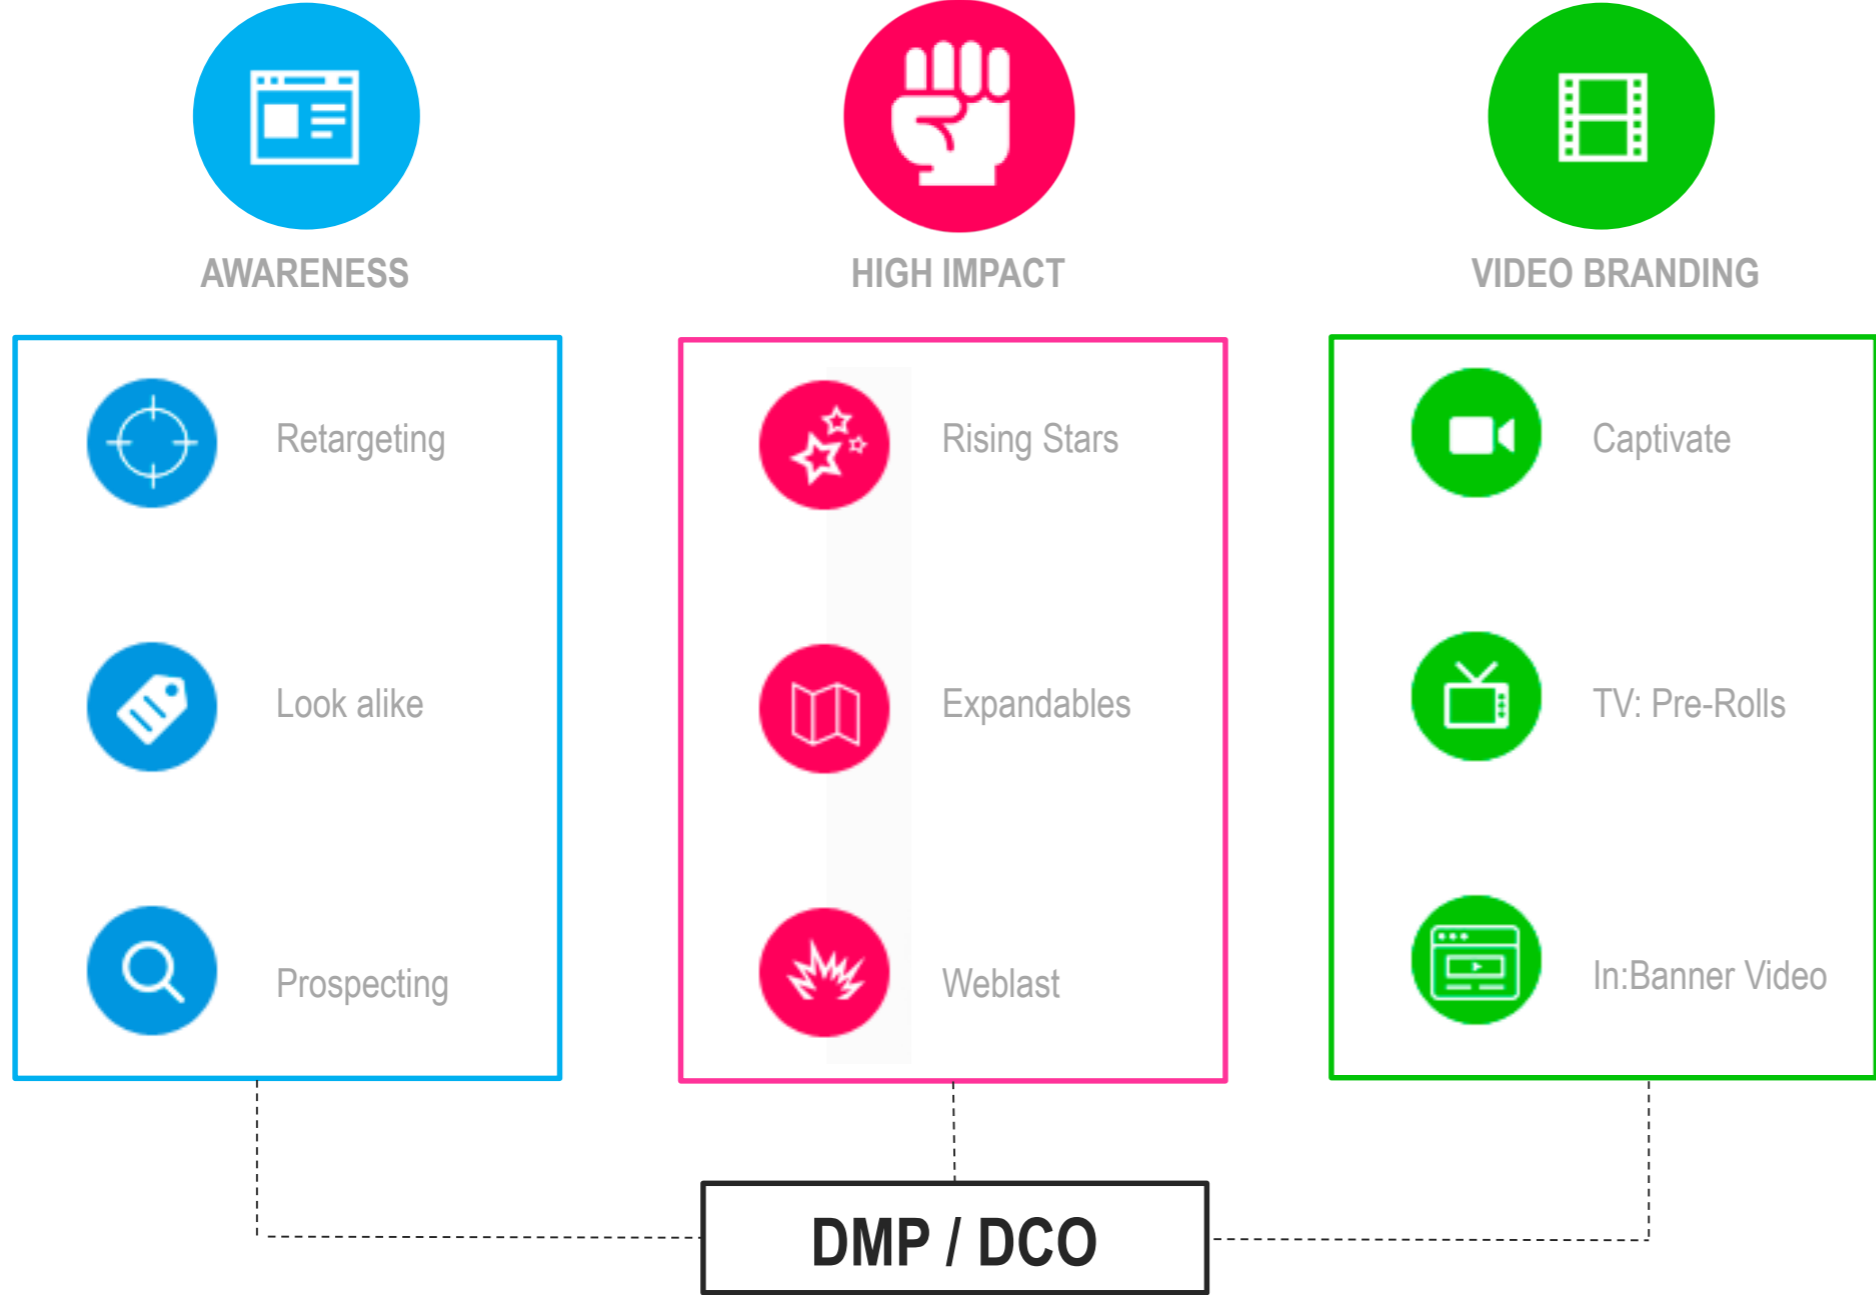 AWARENESS
HIGH IMPACT
VIDEO BRANDING
Retargeting
Look alike
Prospecting
Rising Stars
Expandables
Weblast
Captivate
TV: Pre-Rolls
In:Banner Video
DMP / DCO